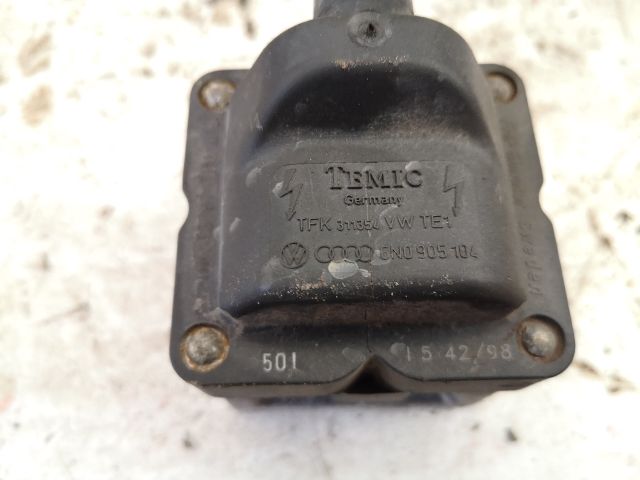 TEMIC
Germany
TFK 311354 VW TE1
6N0 905 104
501
15 42/98